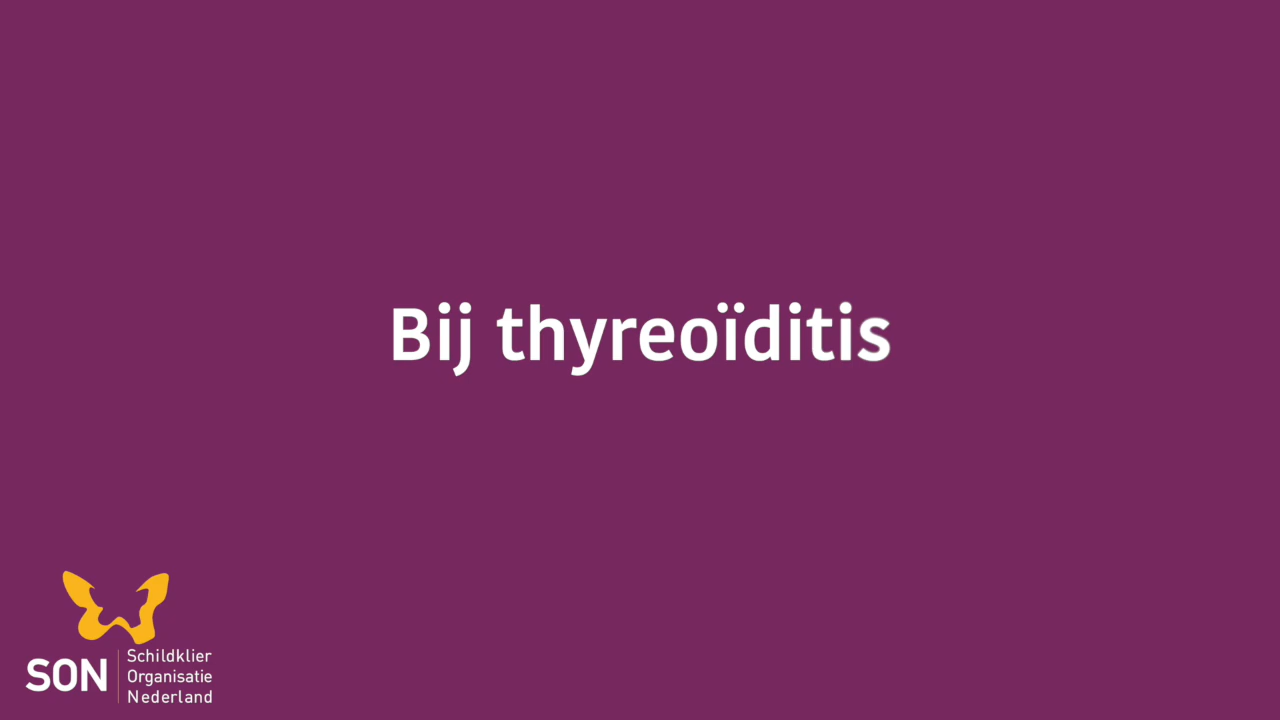 Bij thyreoïditis
SON
Schildklier
Organisatie
Nederland